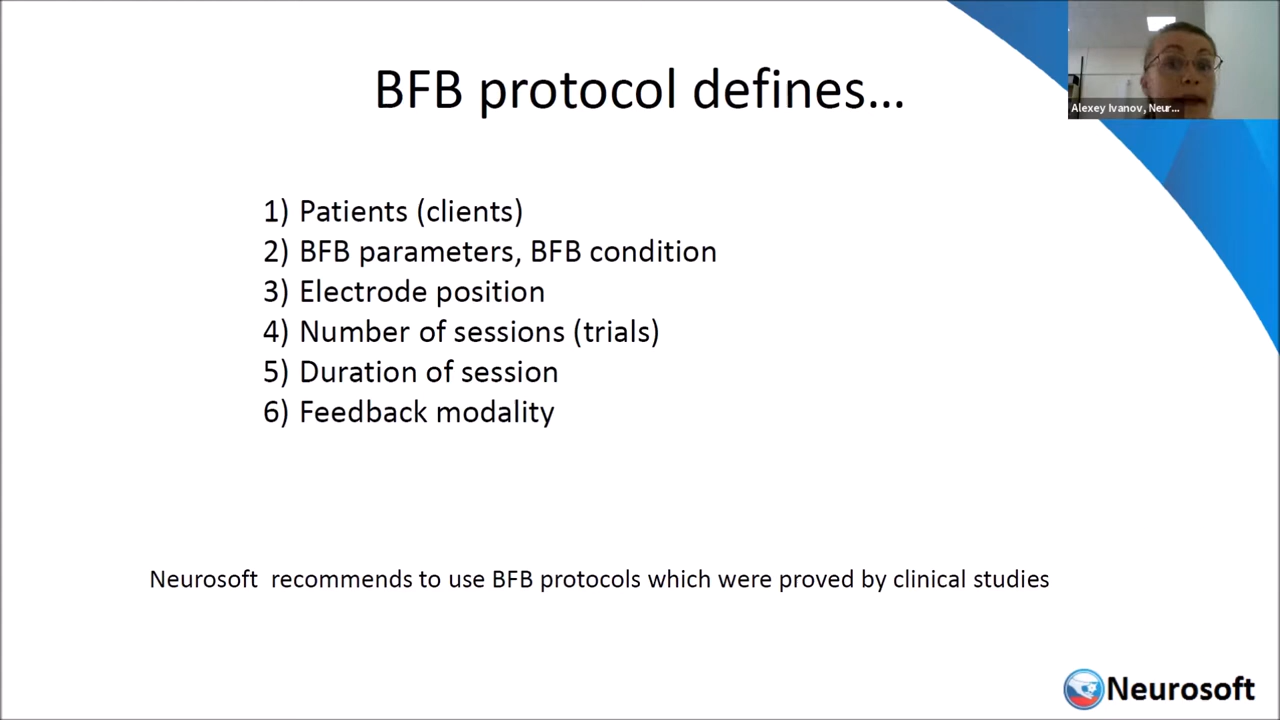 BFB protocol defines...
Alexey Ivanov, Neur...
1) Patients (clients)
2) BFB parameters, BFB condition
3) Electrode position
4) Number of sessions (trials)
5) Duration of session
6) Feedback modality
Neurosoft recommends to use BFB protocols which were proved by clinical studies
Neurosoft